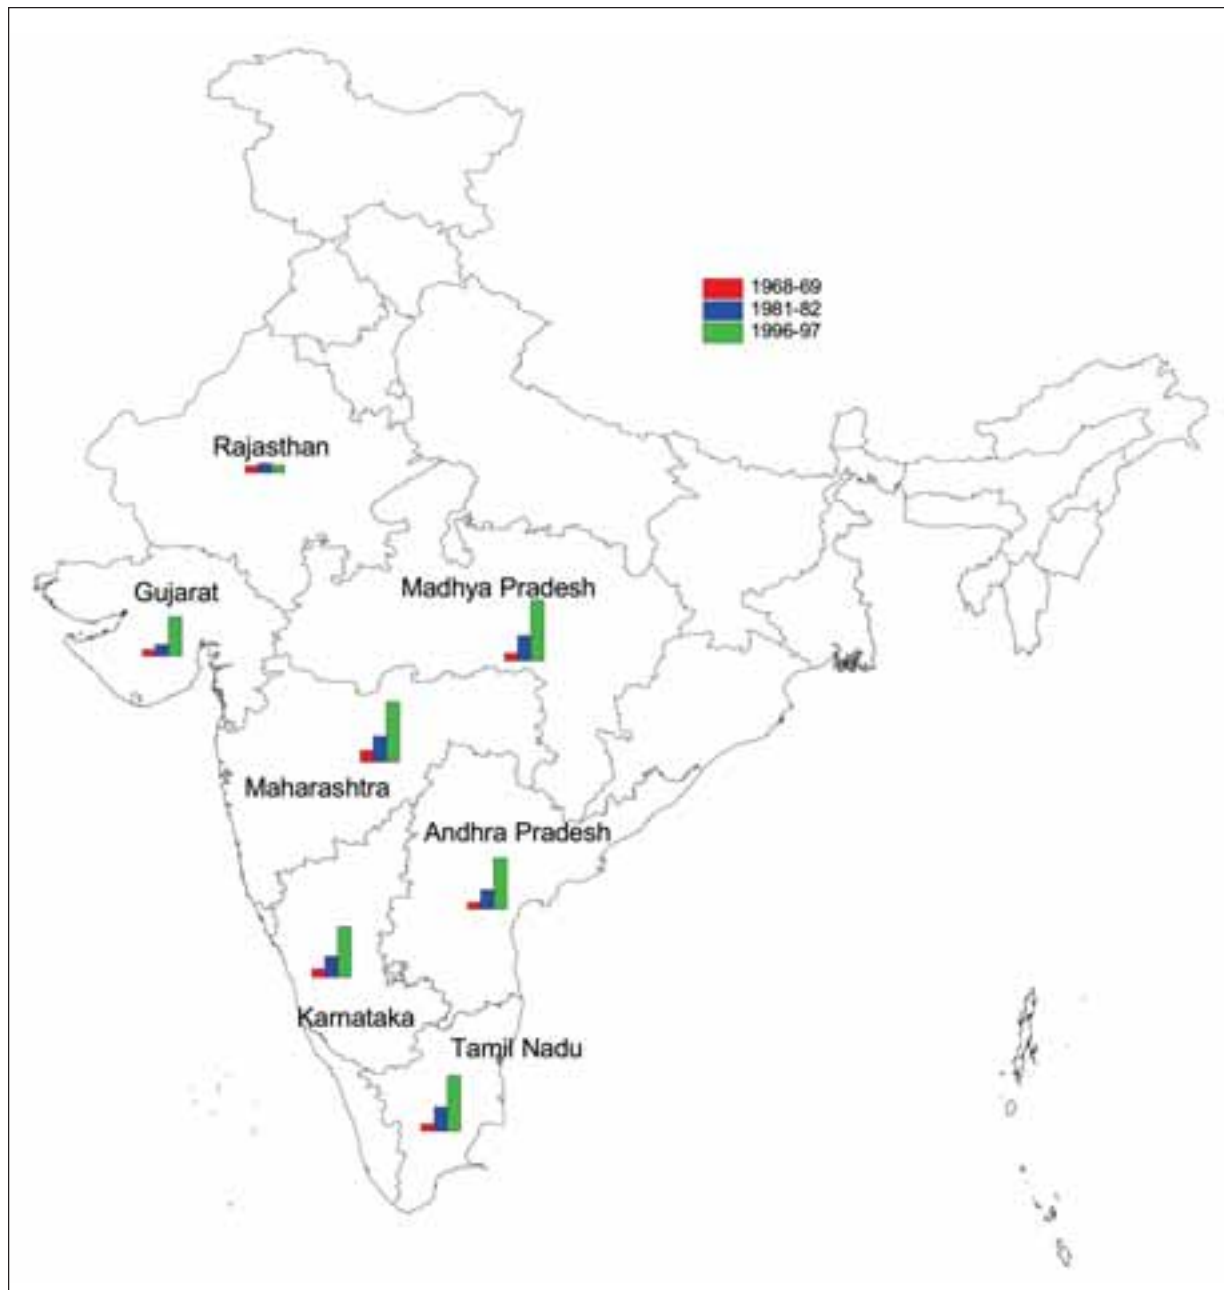 1968-69
1981-82
1996-97
Rajasthan
Gujarat
Madhya Pradesh
Maharashtra
Andhra Pradesh
Karnataka
Tamil Nadu